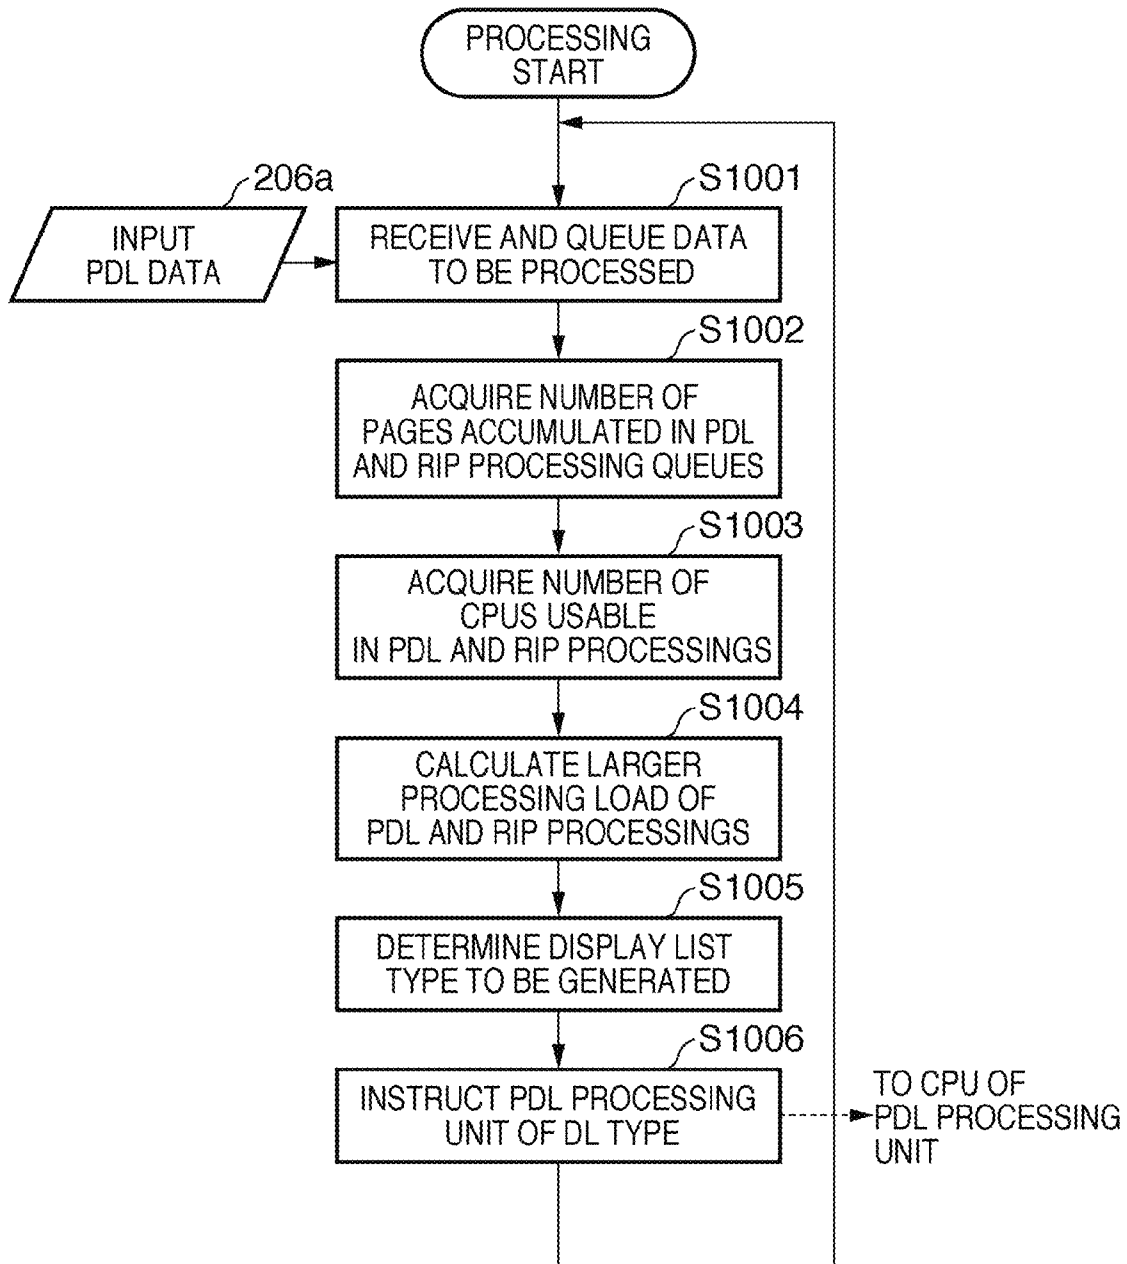 PROCESSING
START
206a
S1001
INPUT
PDL DATA
RECEIVE AND QUEUE DATA
TO BE PROCESSED
S1002
ACQUIRE NUMBER OF
PAGES ACCUMULATED IN PDL
AND RIP PROCESSING QUEUES
S1003
ACQUIRE NUMBER OF
CPUS USABLE
IN PDL AND RIP PROCESSINGS
S1004
CALCULATE LARGER
PROCESSING LOAD OF
PDL AND RIP PROCESSINGS
S1005
DETERMINE DISPLAY LIST
TYPE TO BE GENERATED
S1006
INSTRUCT PDL PROCESSING
UNIT OF DL TYPE
TO CPU OF
PDL PROCESSING
UNIT